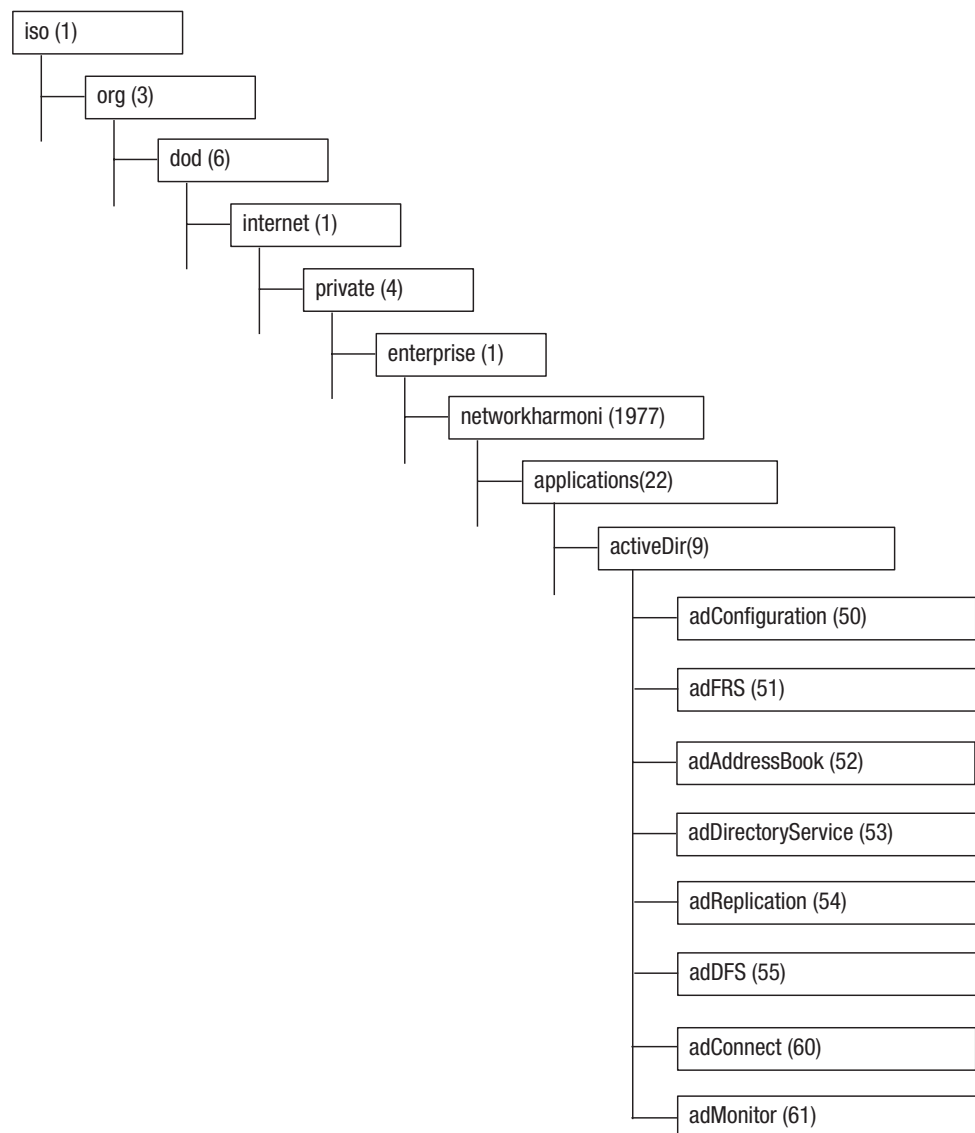 iso (1)
org (3)
dod (6)
internet (1)
private (4)
enterprise (1)
networkharmoni (1977)
applications(22)
activeDir(9)
adConfiguration (50)
adFRS (51)
adAddressBook (52)
adDirectoryService (53)
adReplication (54)
adDFS (55)
adConnect (60)
adMonitor (61)